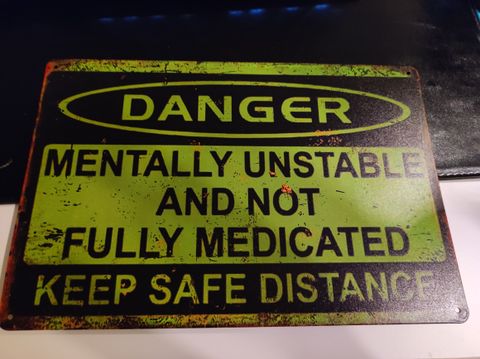 DANGER
MENTALLY UNSTABLE
AND NOT
FULLY MEDICATED
KEEP SAFE DISTANCE